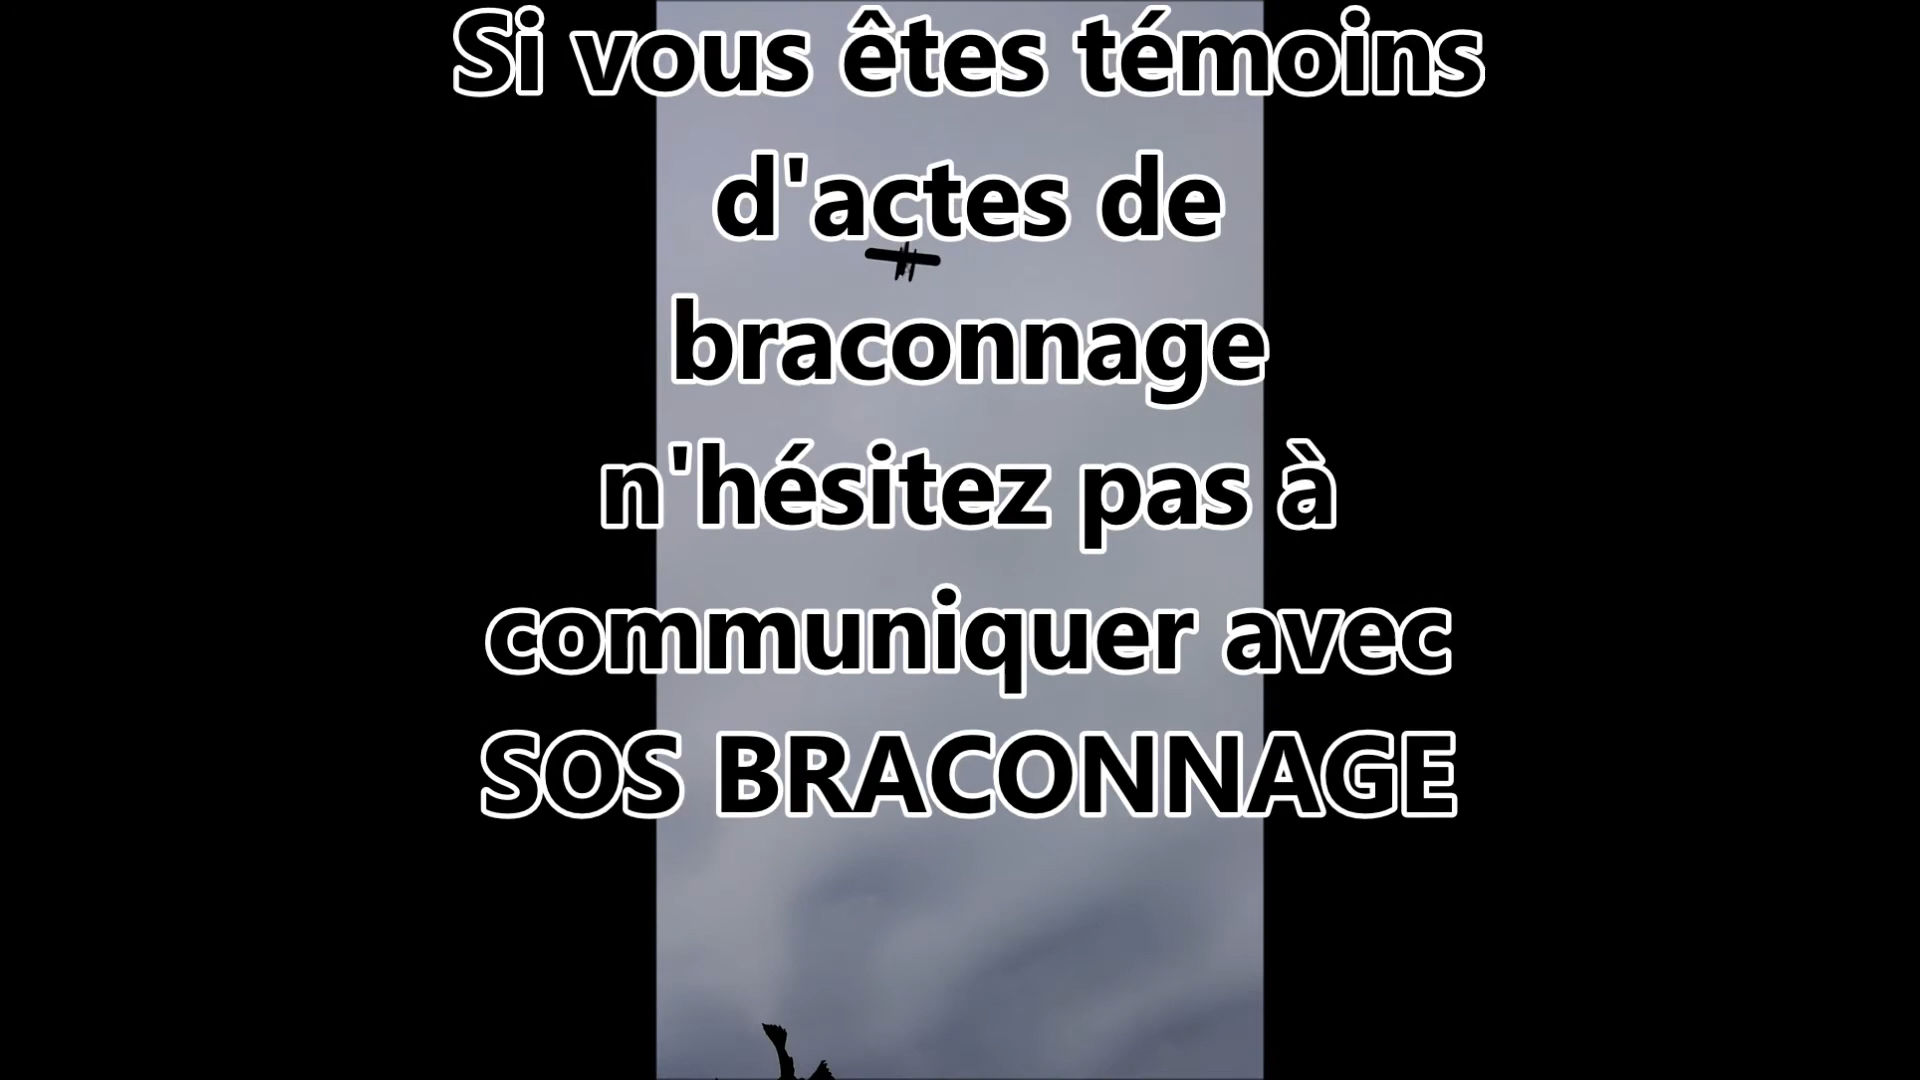 Si vous êtes témoins
d'actes de
braconnage
n'hésitez pas à
communiquer avec
SOS BRACONNAGE